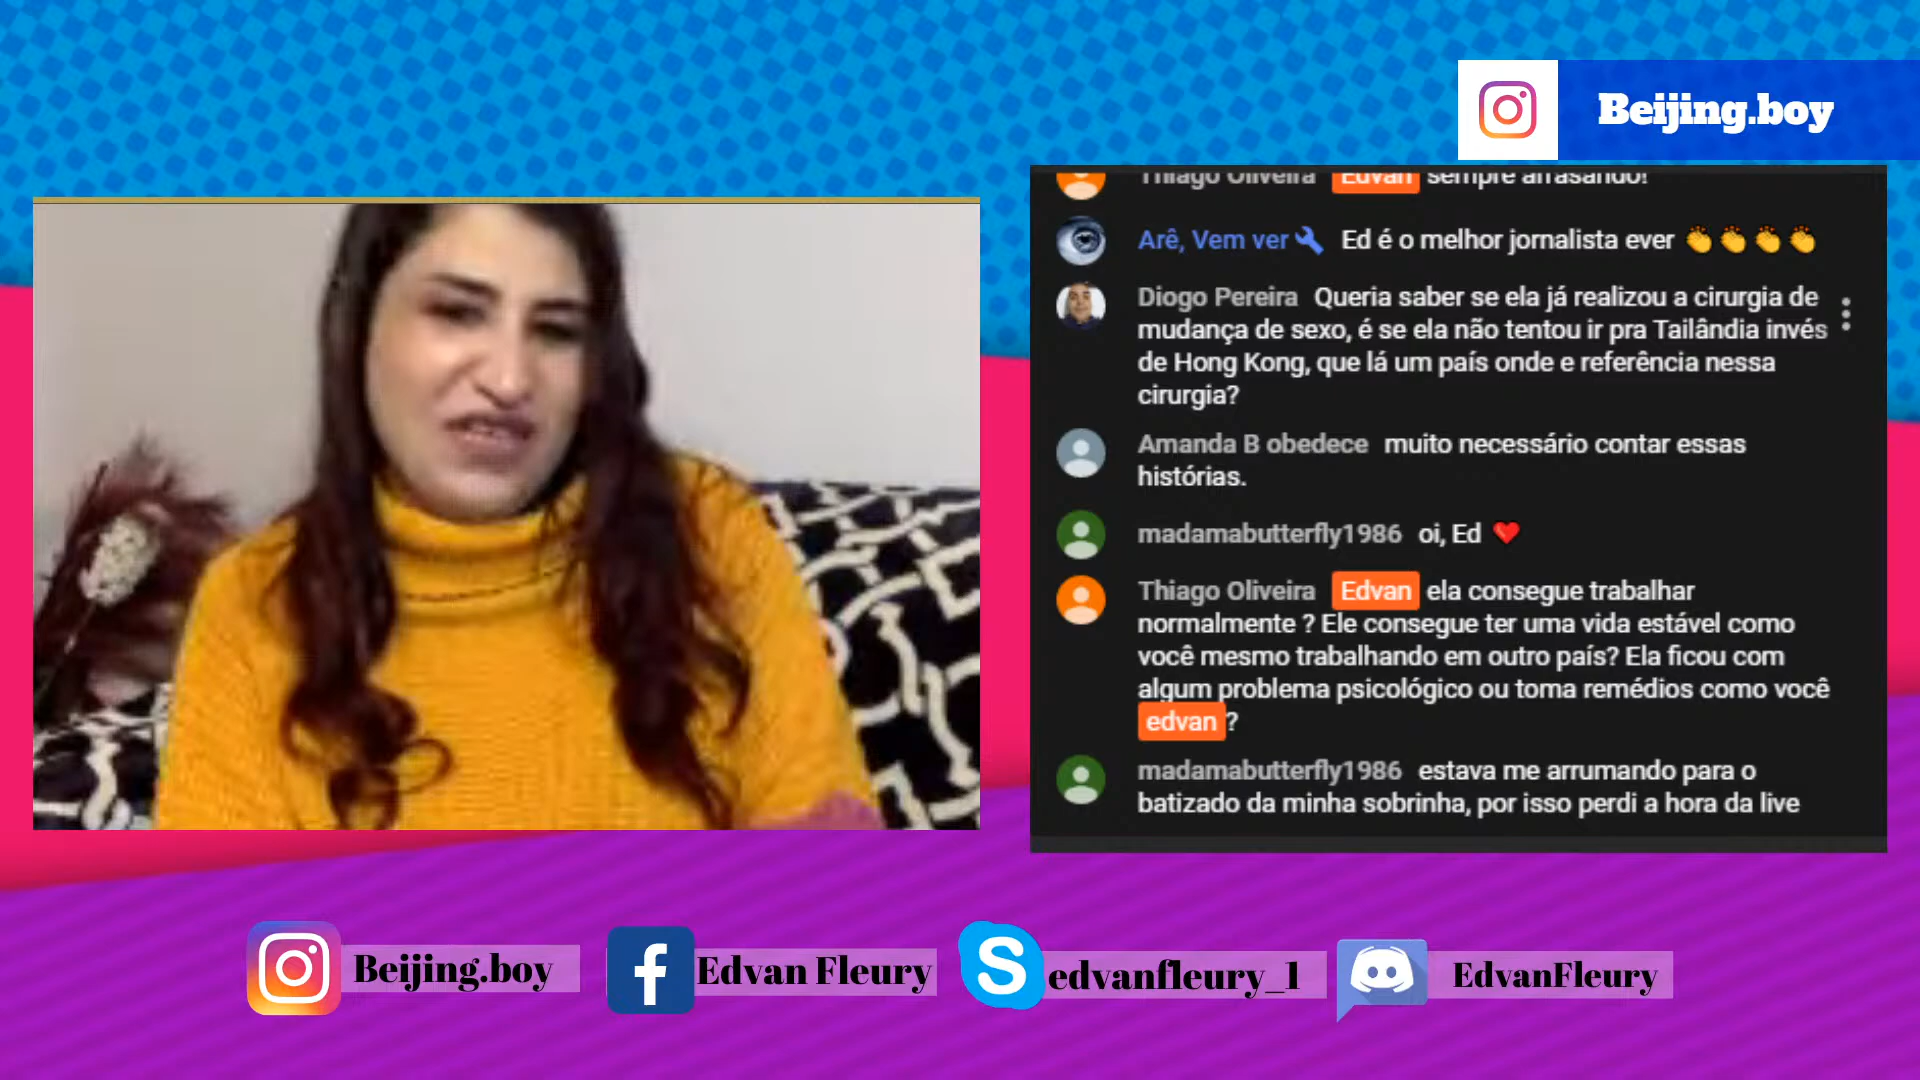 Beijing.boy
Thiago Oliveira Edvan sempre arrasando!
Arê, Vem ver Ed é o melhor jornalista ever 👏👏👏👏
Diogo Pereira Queria saber se ela já realizou a cirurgia de
mudança de sexo, é se ela não tentou ir pra Tailândia invés
de Hong Kong, que lá um país onde e referência nessa
cirurgia?
Amanda B obedece muito necessário contar essas
histórias.
madamabutterfly1986 oi, Ed ❤️
Thiago Oliveira Edvan ela consegue trabalhar
normalmente ? Ele consegue ter uma vida estável como
você mesmo trabalhando em outro país? Ela ficou com
algum problema psicológico ou toma remédios como você
edvan ?
madamabutterfly1986 estava me arrumando para o
batizado da minha sobrinha, por isso perdi a hora da live
Beijing.boy
Edvan Fleury
edvanfleury_1
EdvanFleury